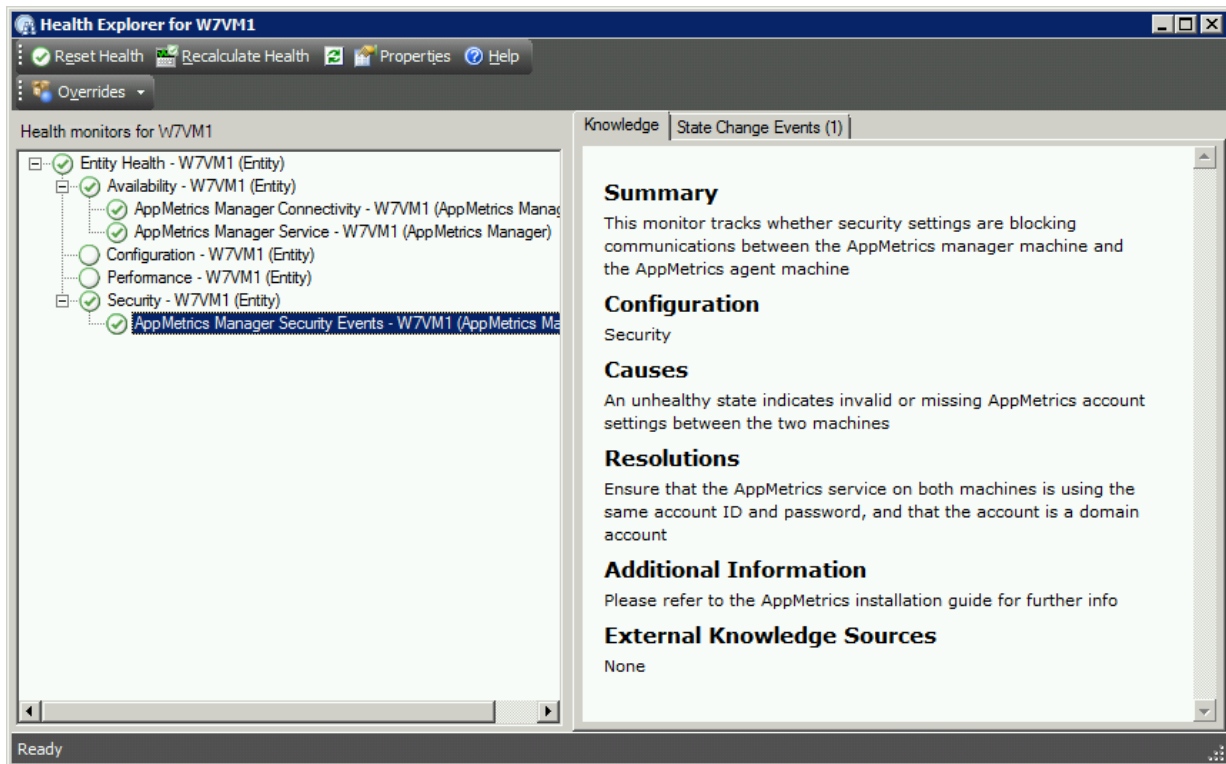 Health Explorer for W7VM1
Reset Health Recalculate Health Properties Help
Overrides
Health monitors for W7VM1
Entity Health - W7VM1 (Entity)
Availability - W7VM1 (Entity)
AppMetrics Manager Connectivity - W7VM1 (AppMetrics Manag
AppMetrics Manager Service - W7VM1 (AppMetrics Manager)
Configuration - W7VM1 (Entity)
Performance - W7VM1 (Entity)
Security - W7VM1 (Entity)
AppMetrics Manager Security Events - W7VM1 (AppMetrics Ma
Knowledge State Change Events (1)
Summary
This monitor tracks whether security settings are blocking
communications between the AppMetrics manager machine and
the AppMetrics agent machine
Configuration
Security
Causes
An unhealthy state indicates invalid or missing AppMetrics account
settings between the two machines
Resolutions
Ensure that the AppMetrics service on both machines is using the
same account ID and password, and that the account is a domain
account
Additional Information
Please refer to the AppMetrics installation guide for further info
External Knowledge Sources
None
Ready